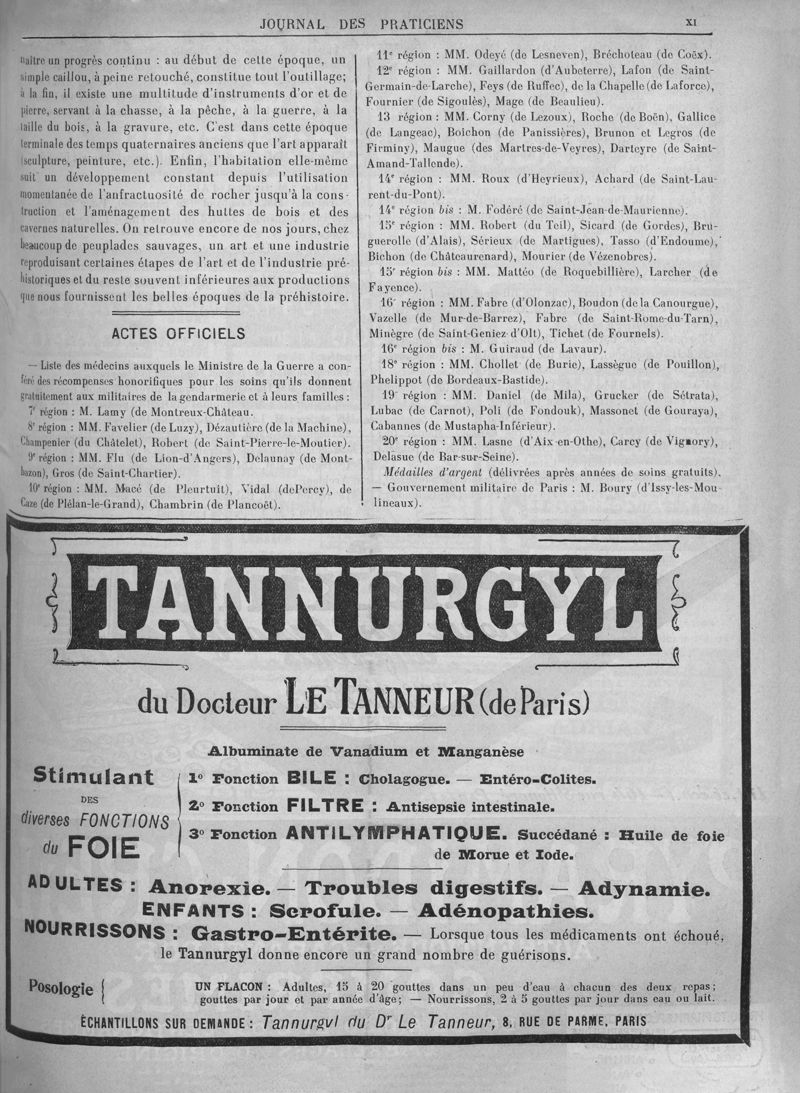 JOURNAL DES PRATICIENS
XI
naître un progrès continu : au début de cette époque, un
simple caillou, à peine retouché, constitue tout l'outillage;
à la fin, il existe une multitude d'instruments d'or et de
pierre, servant à la chasse, à la pêche, à la guerre, à la
taille du bois, à la gravure, etc. C'est dans cette époque
terminale des temps quaternaires anciens que l'art apparaît
(sculpture, peinture, etc.). Enfin, l'habitation elle-même
suit un développement constant depuis l'utilisation
momentanée de l'anfractuosité de rocher jusqu'à la cons-
truction et l'aménagement des huttes de bois et des
cavernes naturelles. On retrouve encore de nos jours, chez
beaucoup de peuplades sauvages, un art et une industrie
reproduisant certaines étapes de l'art et de l'industrie pré-
historiques et du reste souvent inférieures aux productions
que nous fournissent les belles époques de la préhistoire.
ACTES OFFICIELS
— Liste des médecins auxquels le Ministre de la Guerre a con-
féré des récompenses honorifiques pour les soins qu'ils donnent
gratuitement aux militaires de la gendarmerie et à leurs familles :
7e région : M. Lamy (de Montreux-Château.
8e région : MM. Favelier (de Luzy), Dézautière (de la Machine),
Champenier (du Châtelet), Robert (de Saint-Pierre-le-Moutier).
9e région : MM. Flu (de Lion-d'Angers), Delaunay (de Mont-
bazon), Gros (de Saint-Chartier).
10e région : MM. Macé (de Pleurtuit), Vidal (de Percy), de
Caze (de Plélan-le-Grand), Chambrin (de Plancoët).
11e région : MM. Odeyé (de Lesneven), Bréchoteau (de Coëx).
12e région : MM. Gaillardon (d'Aubeterre), Lafon (de Saint-
Germain-de-Larche), Feys (de Ruffec), de la Chapelle (de Laforce),
Fournier (de Sigoulès), Mage (de Beaulieu).
13 région : MM. Corny (de Lezoux), Roche (de Boën), Gallice
(de Langeac), Boichon (de Panissières), Brunon et Legros (de
Firminy), Maugue (des Martres-de-Veyres), Darteyre (de Saint-
Amand-Tallende).
14e région : MM. Roux (d'Heyrieux), Achard (de Saint-Lau-
rent-du-Pont).
14e région bis : M. Fodéré (de Saint-Jean-de-Maurienne).
15e région : MM. Robert (du Teil), Sicard (de Gordes), Bru-
guerolle (d'Alais), Sérieux (de Martigues), Tasso (d'Endoume),
Bichon (de Châteaurenard), Mourier (de Vézenobres).
15e région bis : MM. Mattéo (de Roquebillière), Larcher (de
Fayence).
16e région : MM. Fabre (d'Olonzac), Boudon (de la Canourgue),
Vazelle (de Mur-de-Barrez), Fabre (de Saint-Rome-du-Tarn),
Minègre (de Saint-Geniez d'Olt), Tichet (de Fournels).
16e région bis : M. Guiraud (de Lavaur).
18e région : MM. Chollet (de Burie), Lassègue (de Pouillon),
Phelippot (de Bordeaux-Bastide).
19e région : MM. Daniel (de Mila), Grucker (de Sétrata),
Lubac (de Carnot), Poli (de Fondouk), Massonet (de Gouraya),
Cabannes (de Mustapha-Inférieur).
20e région : MM. Lasne (d'Aix-en-Othe), Carcy (de Vignory),
Delasue (de Bar-sur-Seine).
Médailles d'argent (délivrées après années de soins gratuits).
— Gouvernement militaire de Paris : M. Boury (d'Issy-les-Mou-
lineaux).
TANNURGYL
du Docteur LE TANNEUR (de Paris)
Albuminate de Vanadium et Manganèse
Stimulant
DES
diverses FONCTIONS
du FOIE
1° Fonction BILE : Cholagogue. — Entéro-Colites.
2° Fonction FILTRE : Antisepsie intestinale.
3° Fonction ANTILYMPHATIQUE. Succédané : Huile de foie
de Morue et Iode.
ADULTES : Anorexie. — Troubles digestifs. — Adynamie.
ENFANTS : Scrofule. — Adénopathies.
NOURRISSONS : Gastro-Entérite. — Lorsque tous les médicaments ont échoué,
le Tannurgyl donne encore un grand nombre de guérisons.
Posologie
UN FLACON : Adultes, 15 à 20 gouttes dans un peu d'eau à chacun des deux repas;
gouttes par jour et par année d'âge; — Nourrissons, 2 à 5 gouttes par jour dans eau ou lait.
ÉCHANTILLONS SUR DEMANDE : Tannurgyl du Dr Le Tanneur, 8, RUE DE PARME, PARIS